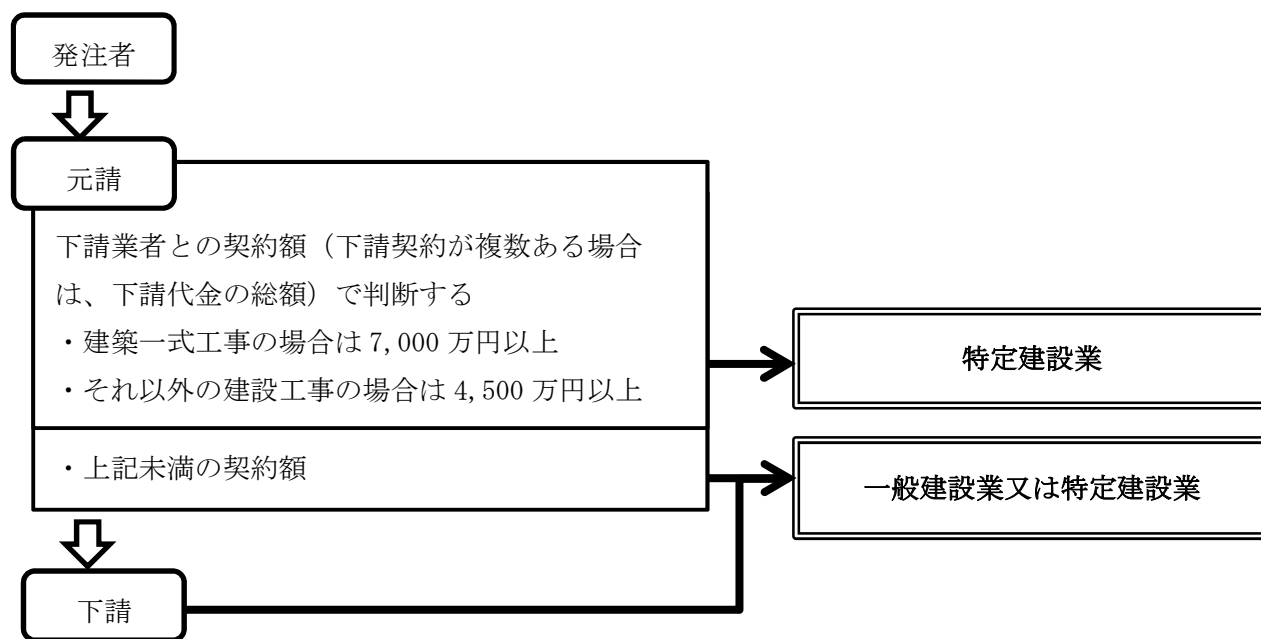 発注者
元請
下請業者との契約額（下請契約が複数ある場合
は、下請代金の総額）で判断する
・建築一式工事の場合は 7,000 万円以上
・それ以外の建設工事の場合は 4,500 万円以上
特定建設業
・上記未満の契約額
一般建設業又は特定建設業
下請